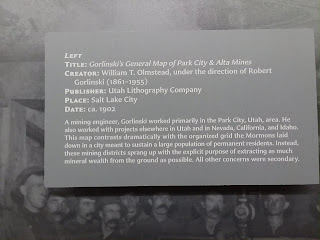 LEFT
TITLE: Gorlinski's General Map of Park City & Alta Mines
CREATOR: William T. Olmstead, under the direction of Robert
Gorlinski (1861–1955)
PUBLISHER: Utah Lithography Company
PLACE: Salt Lake City
DATE: ca. 1902
A mining engineer, Gorlinski worked primarily in the Park City, Utah, area. He
also worked with projects elsewhere in Utah and in Nevada, California, and Idaho.
This map contrasts dramatically with the organized grid the Mormons laid
down in a city meant to sustain a large population of permanent residents. Instead,
these mining districts sprang up with the explicit purpose of extracting as much
mineral wealth from the ground as possible. All other concerns were secondary.